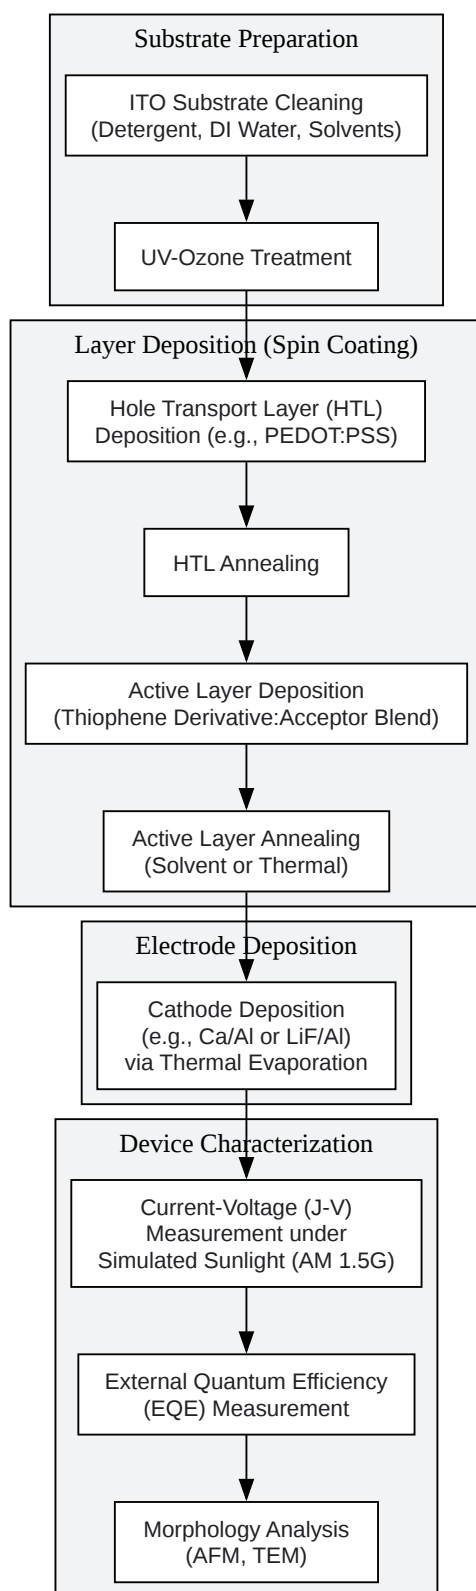 Substrate Preparation
ITO Substrate Cleaning
(Detergent, DI Water, Solvents)
UV-Ozone Treatment
Layer Deposition (Spin Coating)
Hole Transport Layer (HTL)
Deposition (e.g., PEDOT:PSS)
HTL Annealing
Active Layer Deposition
(Thiophene Derivative:Acceptor Blend)
Active Layer Annealing
(Solvent or Thermal)
Electrode Deposition
Cathode Deposition
(e.g., Ca/Al or LiF/Al)
via Thermal Evaporation
Device Characterization
Current-Voltage (J-V)
Measurement under
Simulated Sunlight (AM 1.5G)
External Quantum Efficiency
(EQE) Measurement
Morphology Analysis
(AFM, TEM)